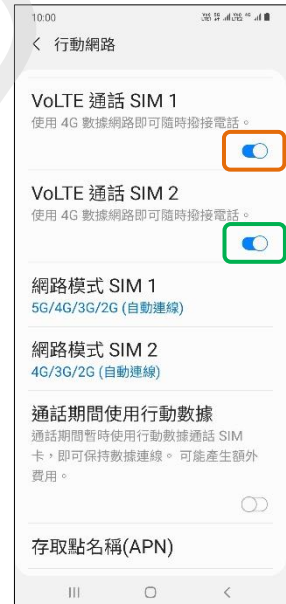 10:00
行動網路
VoLTE 通話 SIM 1
使用 4G 數據網路即可隨時撥接電話。
VoLTE 通話 SIM 2
使用 4G 數據網路即可隨時撥接電話。
網路模式 SIM 1
5G/4G/3G/2G (自動連線)
網路模式 SIM 2
4G/3G/2G (自動連線)
通話期間使用行動數據
通話期間暫時使用行動數據通話 SIM
卡，即可保持數據連線。 可能產生額外
費用。
存取點名稱(APN)